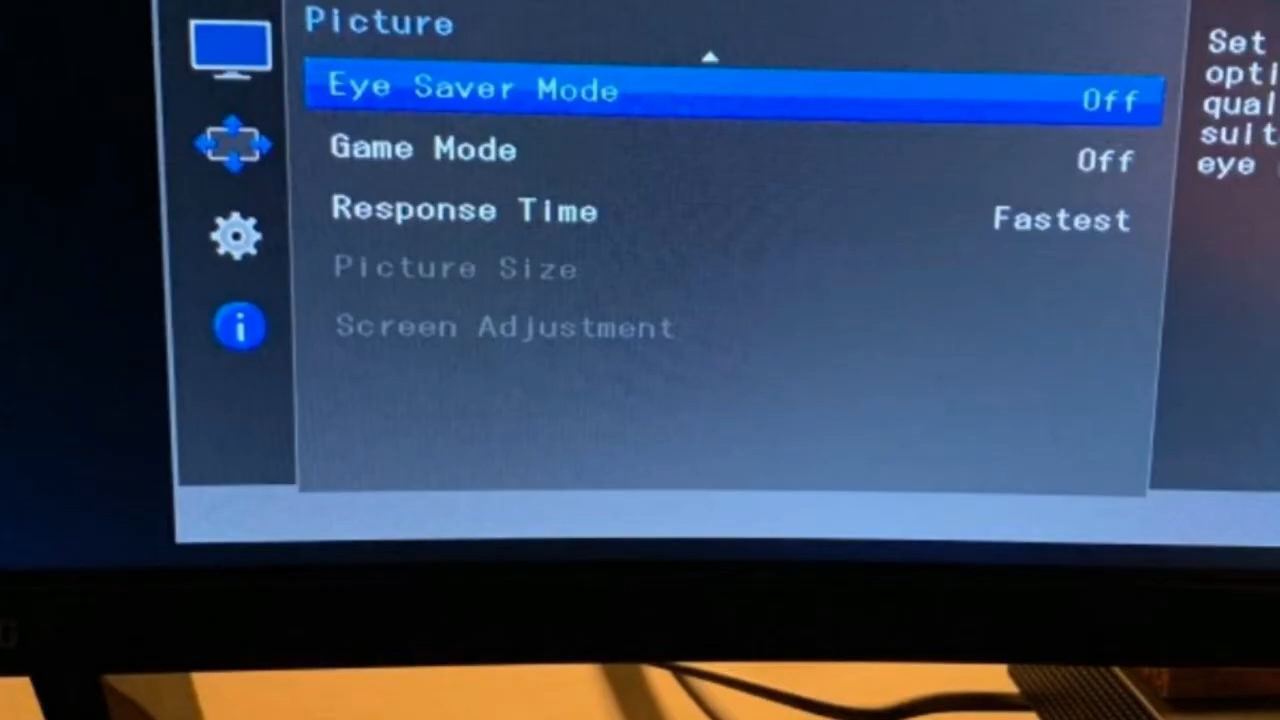 Picture
Eye Saver Mode Off
Game Mode Off
Response Time Fastest
Picture Size
Screen Adjustment
Set
opti
qual
suit
eye